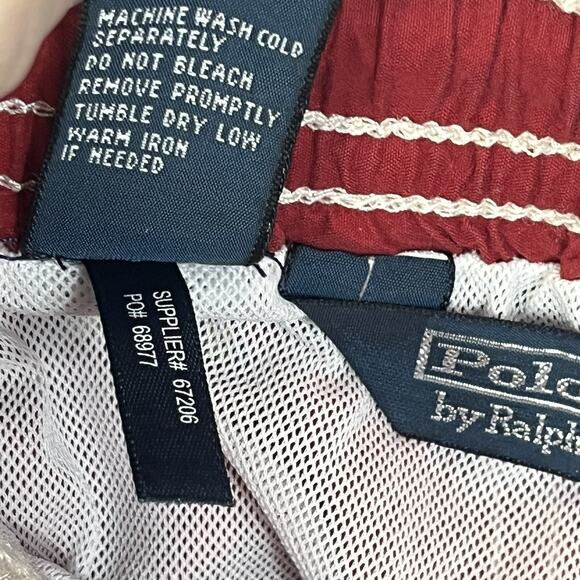 MACHINE WASH COLD
SEPARATELY
DO NOT BLEACH
REMOVE PROMPTLY
TUMBLE DRY LOW
WARM IRON
IF NEEDED
SUPPLIER# 67206
PO# 68977
Polo
by Ralph